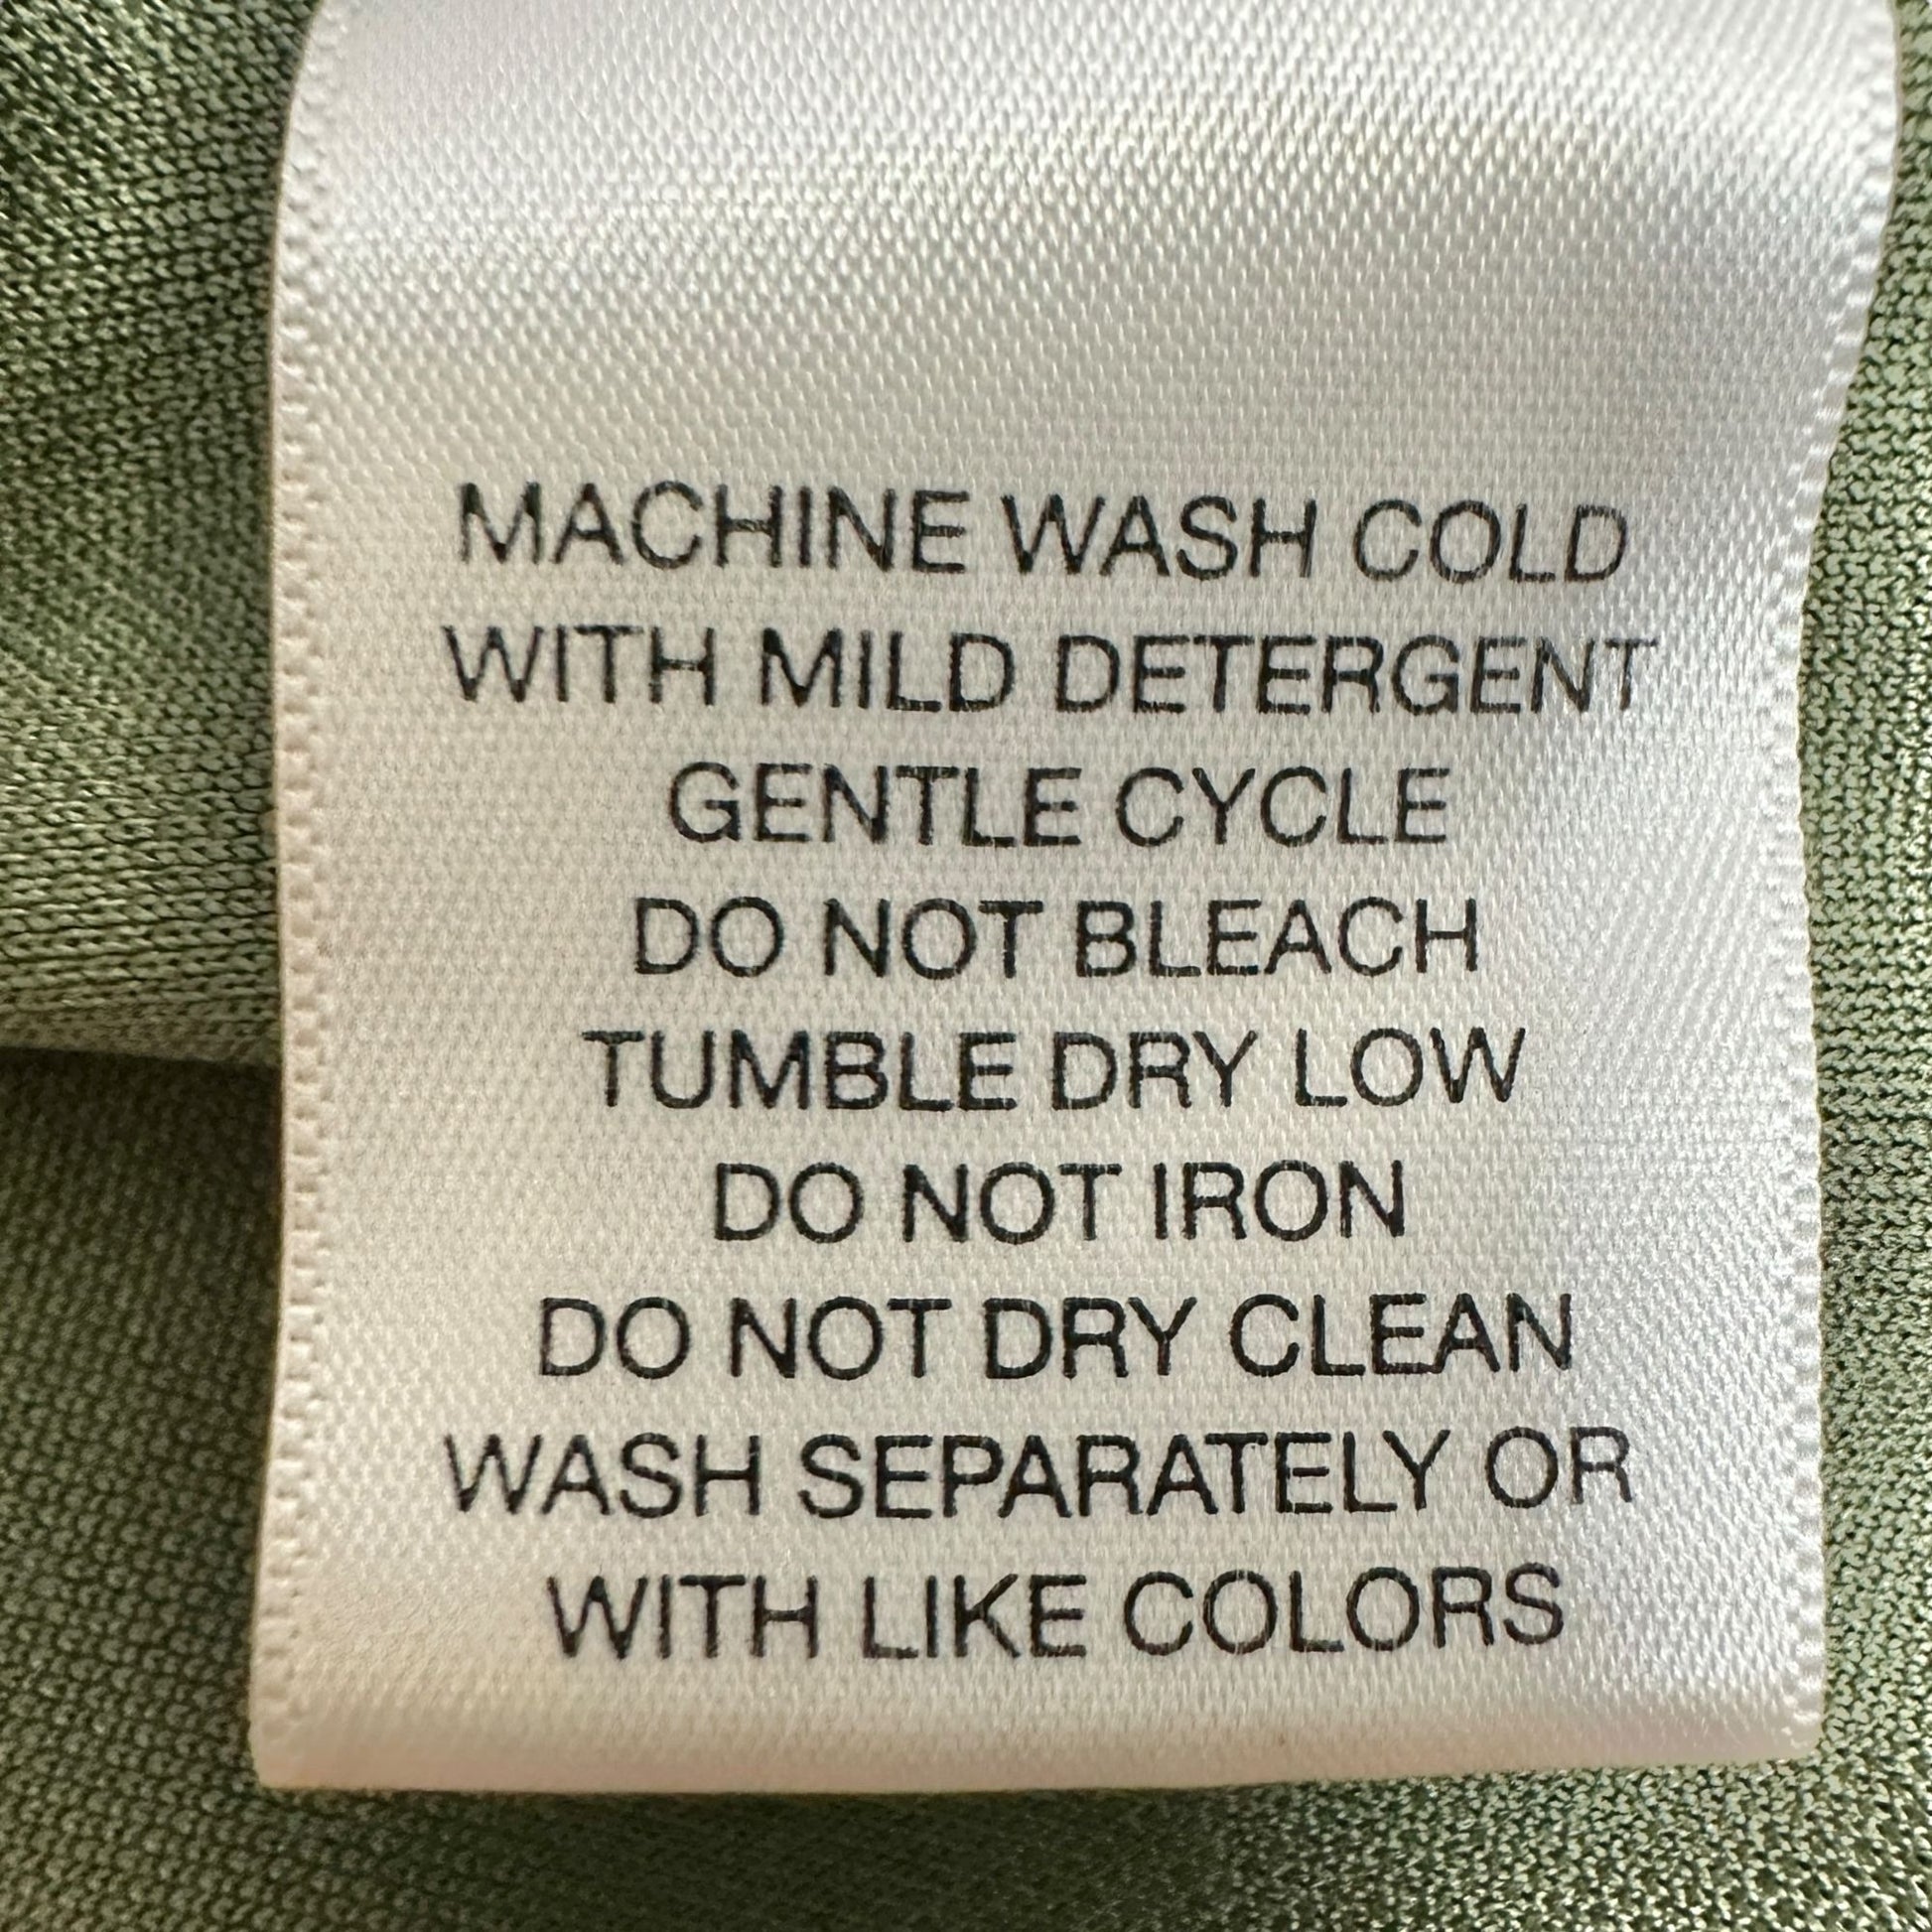 MACHINE WASH COLD
WITH MILD DETERGENT
GENTLE CYCLE
DO NOT BLEACH
TUMBLE DRY LOW
DO NOT IRON
DO NOT DRY CLEAN
WASH SEPARATELY OR
WITH LIKE COLORS